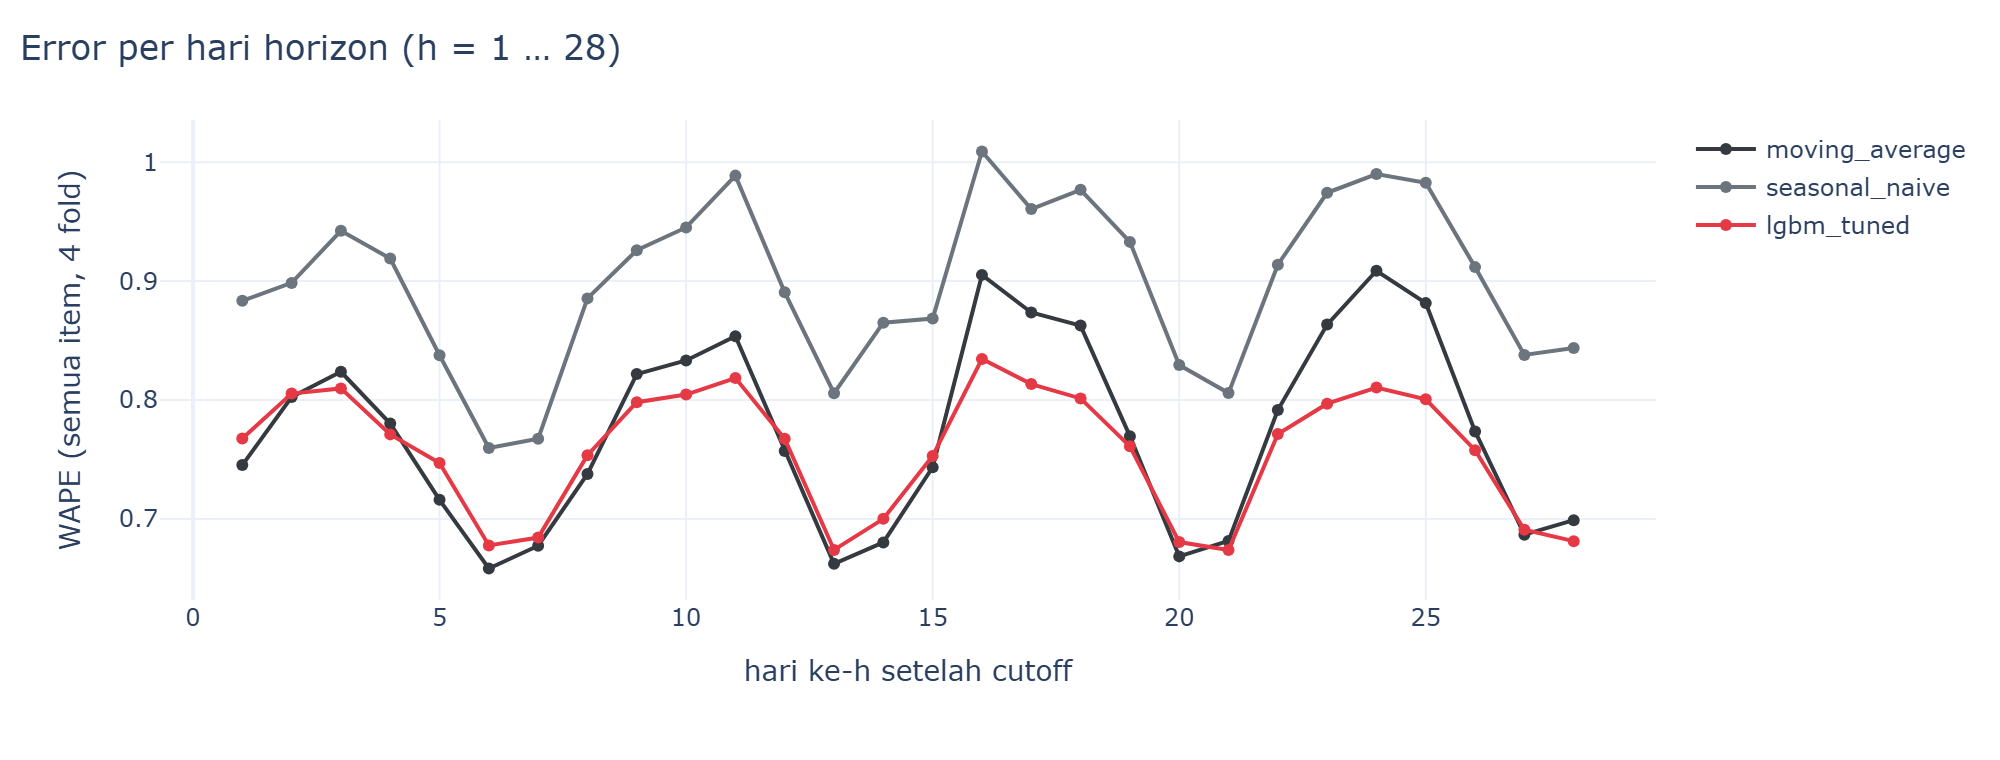 Error per hari horizon (h = 1 … 28)
WAPE (semua item, 4 fold)
1
0.9
0.8
0.7
0
5
10
15
20
25
hari ke-h setelah cutoff
moving_average
seasonal_naive
lgbm_tuned